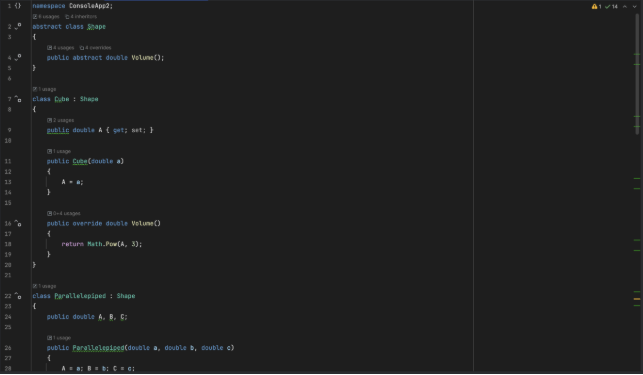 1 {} namespace ConsoleApp2;
6 usages 4 inheritors
2 abstract class Shape
3 {
4 usages 4 overrides
4 public abstract double Volume();
5 }
6
1 usage
7 class Cube : Shape
8 {
2 usages
9 public double A { get; set; }
10
1 usage
11 public Cube(double a)
12 {
13 A = a;
14 }
15
0+4 usages
16 public override double Volume()
17 {
18 return Math.Pow(A, 3);
19 }
20 }
21
1 usage
22 class Parallelepiped : Shape
23 {
24 public double A, B, C;
25
1 usage
26 public Parallelepiped(double a, double b, double c)
27 {
28 A = a; B = b; C = c;
1 14